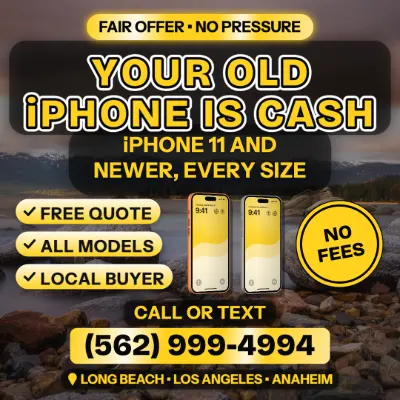 FAIR OFFER • NO PRESSURE
YOUR OLD
iPHONE IS CASH
iPHONE 11 AND
NEWER, EVERY SIZE
✓ FREE QUOTE
✓ ALL MODELS
✓ LOCAL BUYER
9:41
9:41
NO
FEES
CALL OR TEXT
(562) 999-4994
LONG BEACH • LOS ANGELES • ANAHEIM